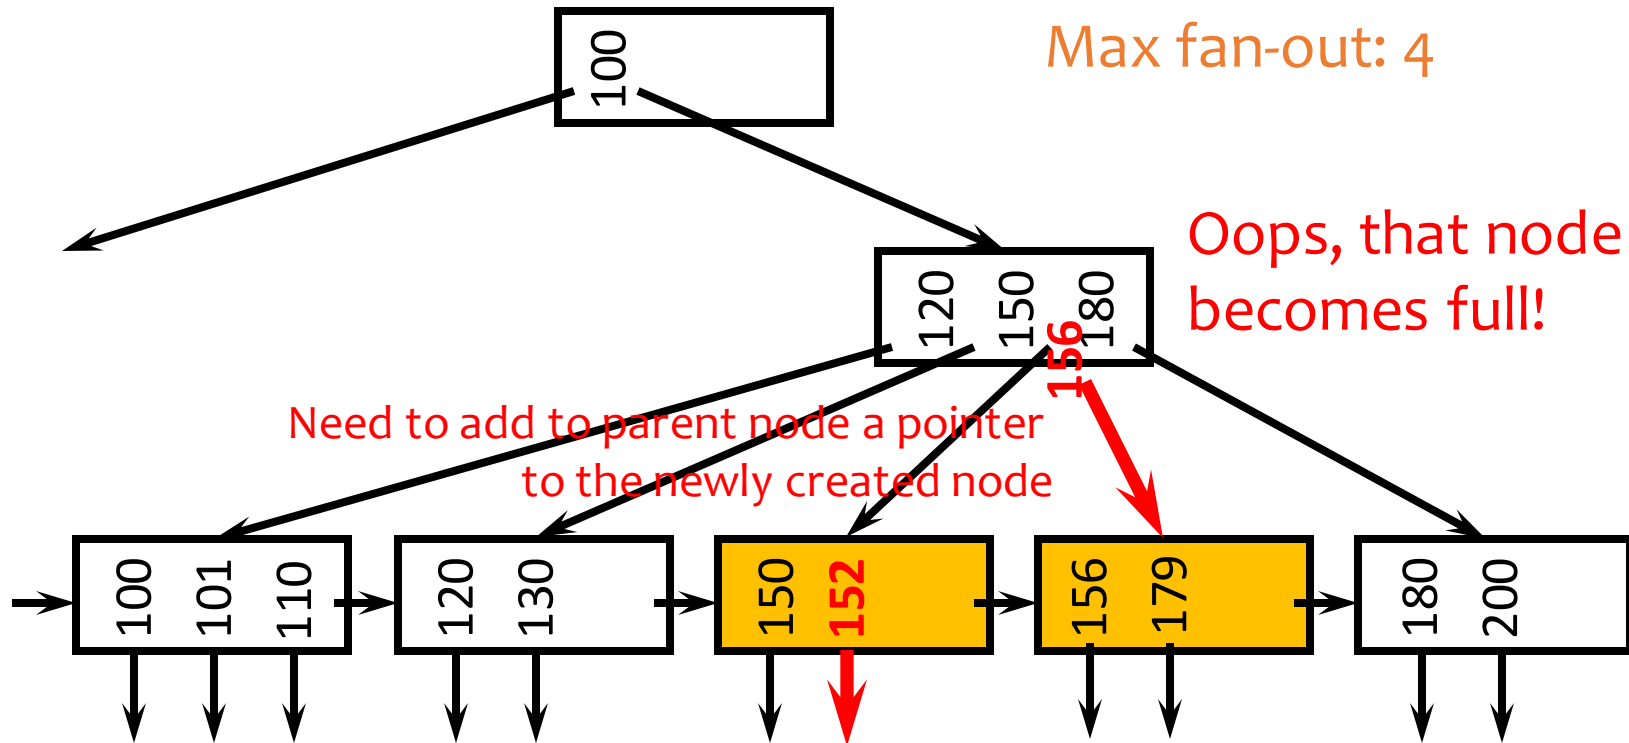 100
Max fan-out: 4
Oops, that node
becomes full!
120 150 156 180
Need to add to parent node a pointer
to the newly created node
100 101 110
120 130
150 152
156 179
180 200